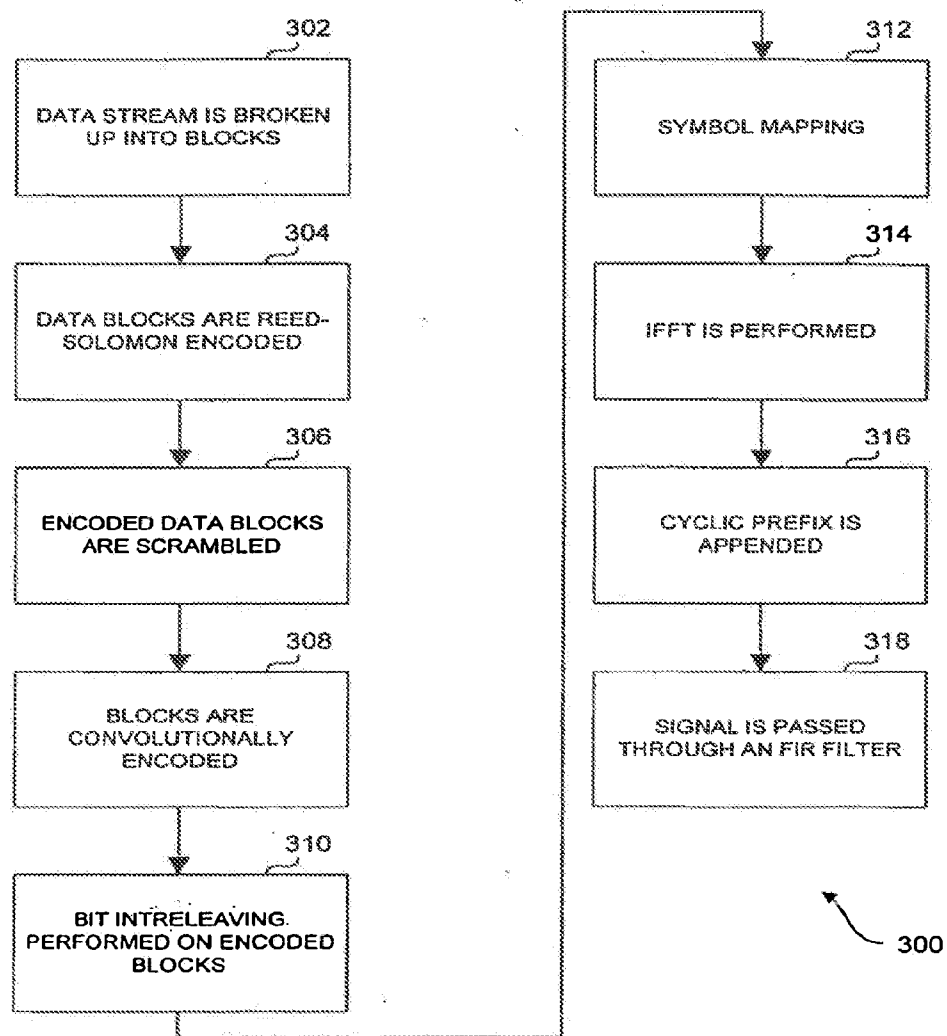 302
DATA STREAM IS BROKEN
UP INTO BLOCKS
304
DATA BLOCKS ARE REED-
SOLOMON ENCODED
306
ENCODED DATA BLOCKS
ARE SCRAMBLED
308
BLOCKS ARE
CONVOLUTIONALLY
ENCODED
310
BIT INTRELEAVING.
PERFORMED ON ENCODED
BLOCKS
312
SYMBOL MAPPING
314
IFFT IS PERFORMED
316
CYCLIC PREFIX IS
APPENDED
318
SIGNAL IS PASSED
THROUGH AN FIR FILTER
300